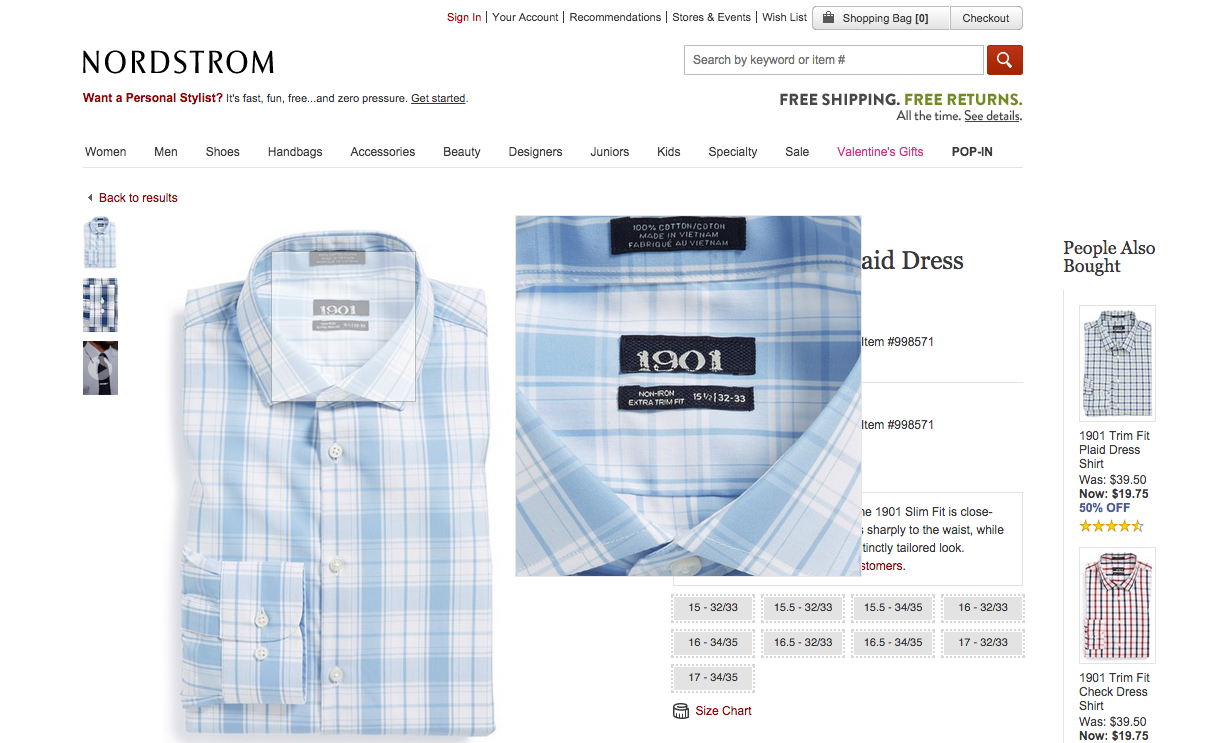 Sign In | Your Account | Recommendations | Stores & Events | Wish List
Shopping Bag [0]
Checkout
NORDSTROM
Search by keyword or item #
Want a Personal Stylist? It's fast, fun, free...and zero pressure. Get started.
FREE SHIPPING. FREE RETURNS.
All the time. See details.
Women Men Shoes Handbags Accessories Beauty Designers Juniors Kids Specialty Sale Valentine's Gifts POP-IN
Back to results
1901
100% COTTON/COTON
MADE IN VIETNAM
FABRIQUÉ AU VIETNAM
1901
NON-IRON
EXTRA TRIM FIT 15 1/2 | 32-33
aid Dress
Item #998571
Item #998571
1901 Slim Fit is close-
sharply to the waist, while
tailored look.
15 - 32/33
15.5 - 32/33
15.5 - 34/35
16 - 32/33
16 - 34/35
16.5 - 32/33
16.5 - 34/35
17 - 32/33
17 - 34/35
Size Chart
People Also
Bought
1901 Trim Fit
Plaid Dress
Shirt
Was: $39.50
Now: $19.75
50% OFF
1901 Trim Fit
Check Dress
Shirt
Was: $39.50
Now: $19.75